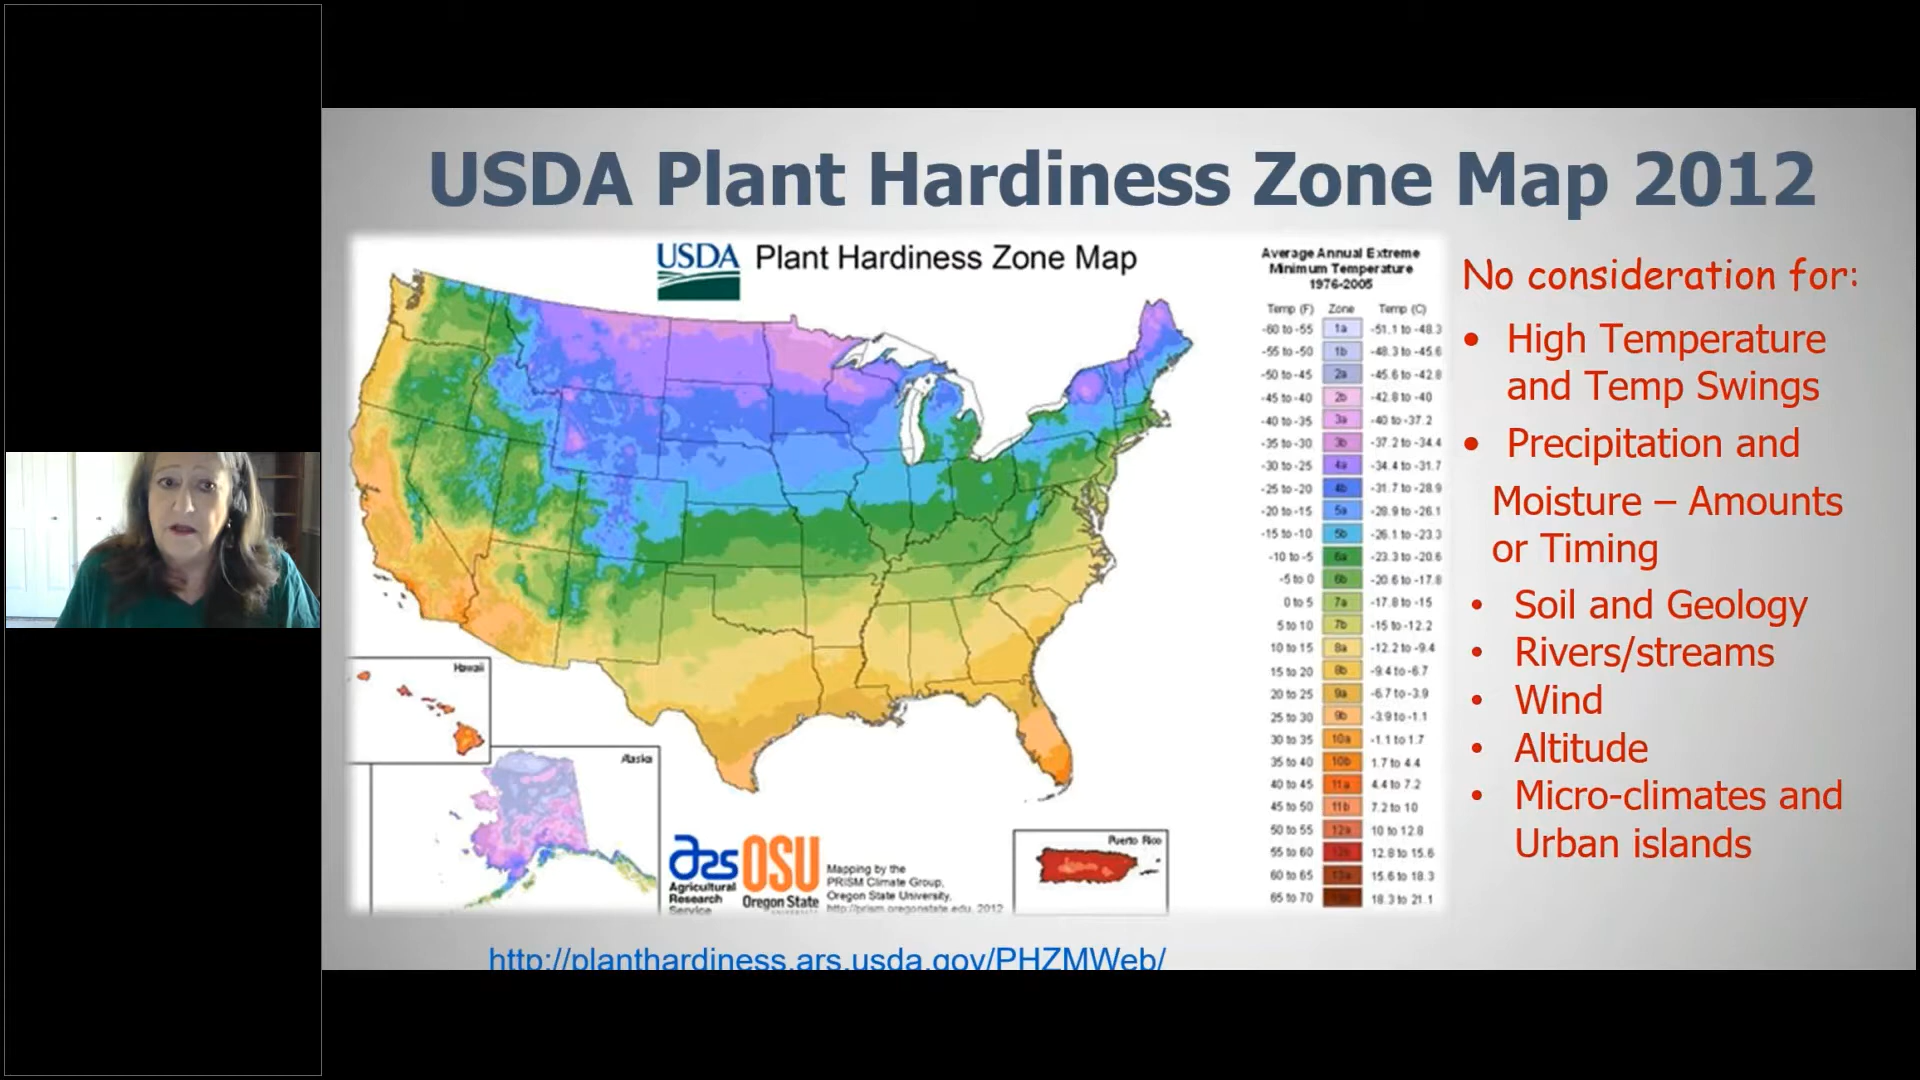 USDA Plant Hardiness Zone Map 2012
USDA Plant Hardiness Zone Map
Average Annual Extreme
Minimum Temperature
1976-2005
Temp (F) Zone Temp (C)
-60 to -55 1a -51.1 to -48.3
-55 to -50 1b -48.3 to -45.6
-50 to -45 2a -45.6 to -42.8
-45 to -40 2b -42.8 to -40
-40 to -35 3a -40 to -37.2
-35 to -30 3b -37.2 to -34.4
-30 to -25 4a -34.4 to -31.7
-25 to -20 4b -31.7 to -28.9
-20 to -15 5a -28.9 to -26.1
-15 to -10 5b -26.1 to -23.3
-10 to -5 6a -23.3 to -20.6
-5 to 0 6b -20.6 to -17.8
0 to 5 7a -17.8 to -15
5 to 10 7b -15 to -12.2
10 to 15 8a -12.2 to -9.4
15 to 20 8b -9.4 to -6.7
20 to 25 9a -6.7 to -3.9
25 to 30 9b -3.9 to -1.1
30 to 35 10a -1.1 to 1.7
35 to 40 10b 1.7 to 4.4
40 to 45 11a 4.4 to 7.2
45 to 50 11b 7.2 to 10
50 to 55 12a 10 to 12.8
55 to 60 12.8 to 15.6
60 to 65 13a 15.6 to 18.3
65 to 70 18.3 to 21.1
Hawaii
Alaska
Puerto Rico
ars
Agricultural
Research
Service
OSU
Oregon State
UNIVERSITY
Mapping by the
PRISM Climate Group,
Oregon State University,
http://prism.oregonstate.edu, 2012
No consideration for:
• High Temperature
and Temp Swings
• Precipitation and
Moisture – Amounts
or Timing
• Soil and Geology
• Rivers/streams
• Wind
• Altitude
• Micro-climates and
Urban islands
http://planthardiness.ars.usda.gov/PHZMWeb/